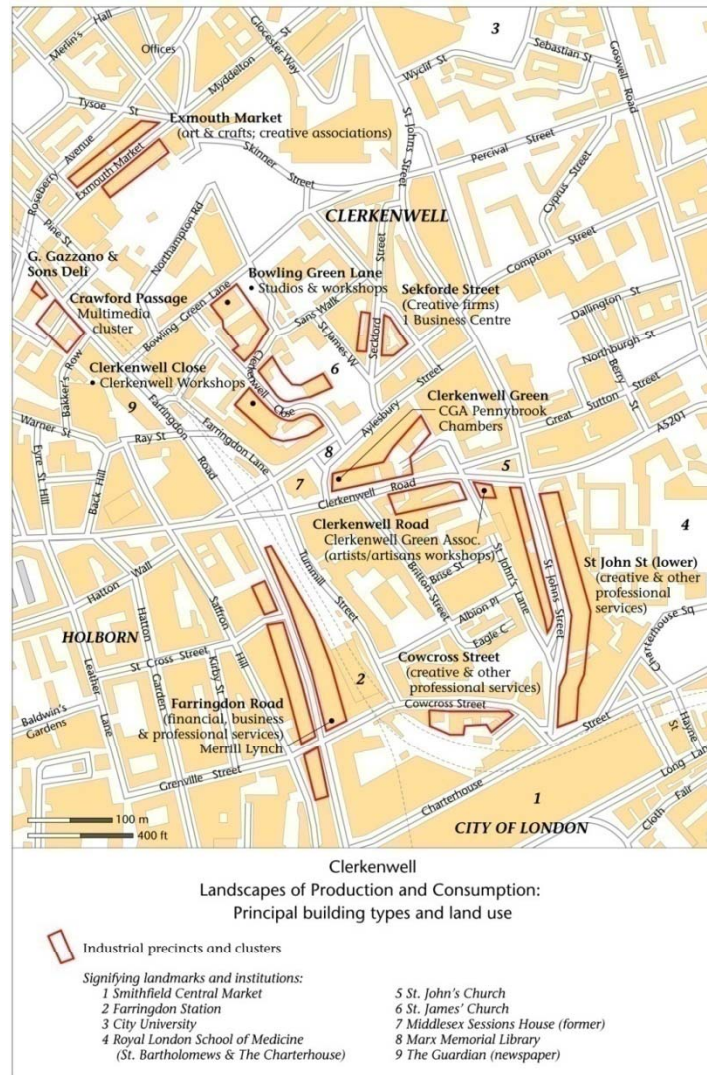 Merlin's Hall
Offices
Myddelton St
Glocester Way
3
Sebastian St
Goswell Road
Wyclif St
Tysoe St
St Johns Street
Exmouth Market
(art & crafts; creative associations)
Roseberry Avenue
Exmouth Market
Skinner Street
Percival Street
Cyprus Street
Pine St
Northampton Rd
CLERKENWELL
Compton Street
G. Gazzano &
Sons Deli
Bowling Green Lane
• Studios & workshops
Sekforde Street
(Creative firms)
1 Business Centre
Crawford Passage
Multimedia
cluster
Bowling Green Lane
Sans Walk
St James W
Seckford Street
Dallington St
Northburgh St
Clerkenwell Close
• Clerkenwell Workshops
Clerkenwell Close
6
Aylesbury Street
Clerkenwell Green
CGA Pennybrook
Chambers
Berry St
Great Sutton Street
A5201
Bakker's Row
9
Warner St
Ray St
Farringdon Road
Farringdon Lane
8
7
5
Eyre St Hill
Back Hill
Clerkenwell Road
Clerkenwell Road
Clerkenwell Green Assoc.
(artists/artisans workshops)
4
St John St (lower)
(creative & other
professional
services)
Turnmill Street
Britton Street
Brise St
St John's Lane
St Johns Street
Albion Pl
Eagle C
Hatton Wall
Saffron Hill
HOLBORN
Hatton Garden
St Cross Street
Kirby St
Leather Lane
Baldwin's Gardens
2
Cowcross Street
(creative & other
professional services)
Cowcross Street
Charterhouse Sq
Farringdon Road
(financial, business
& professional services)
Merrill Lynch
Grenville Street
Charterhouse Street
Hayne St
Long Lane
Cloth Fair
1
CITY OF LONDON
100 m
400 ft
Clerkenwell
Landscapes of Production and Consumption:
Principal building types and land use
Industrial precincts and clusters
Signifying landmarks and institutions:
1 Smithfield Central Market
2 Farringdon Station
3 City University
4 Royal London School of Medicine
(St. Bartholomews & The Charterhouse)
5 St. John's Church
6 St. James' Church
7 Middlesex Sessions House (former)
8 Marx Memorial Library
9 The Guardian (newspaper)